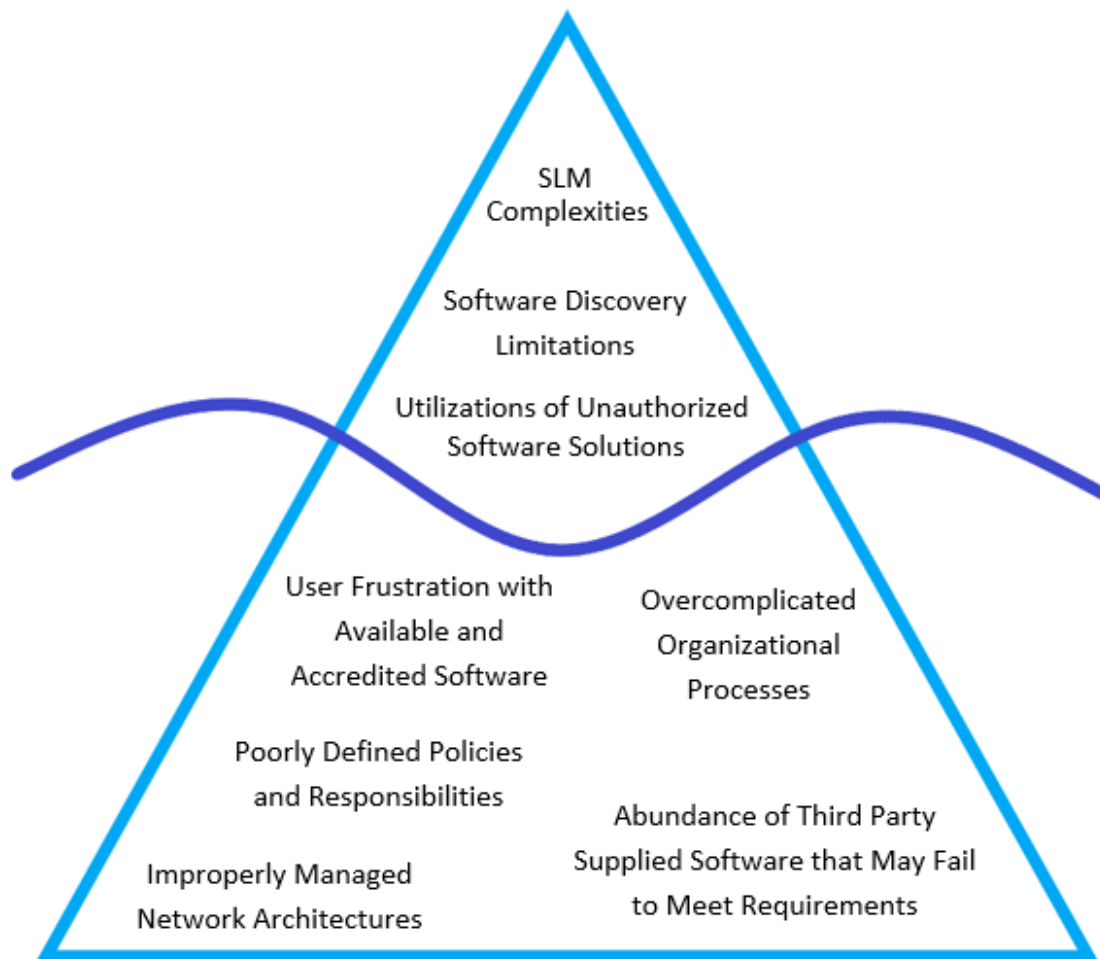 SLM
Complexities
Software Discovery
Limitations
Utilizations of Unauthorized
Software Solutions
User Frustration with
Available and
Accredited Software
Overcomplicated
Organizational
Processes
Poorly Defined Policies
and Responsibilities
Abundance of Third Party
Supplied Software that May Fail
to Meet Requirements
Improperly Managed
Network Architectures